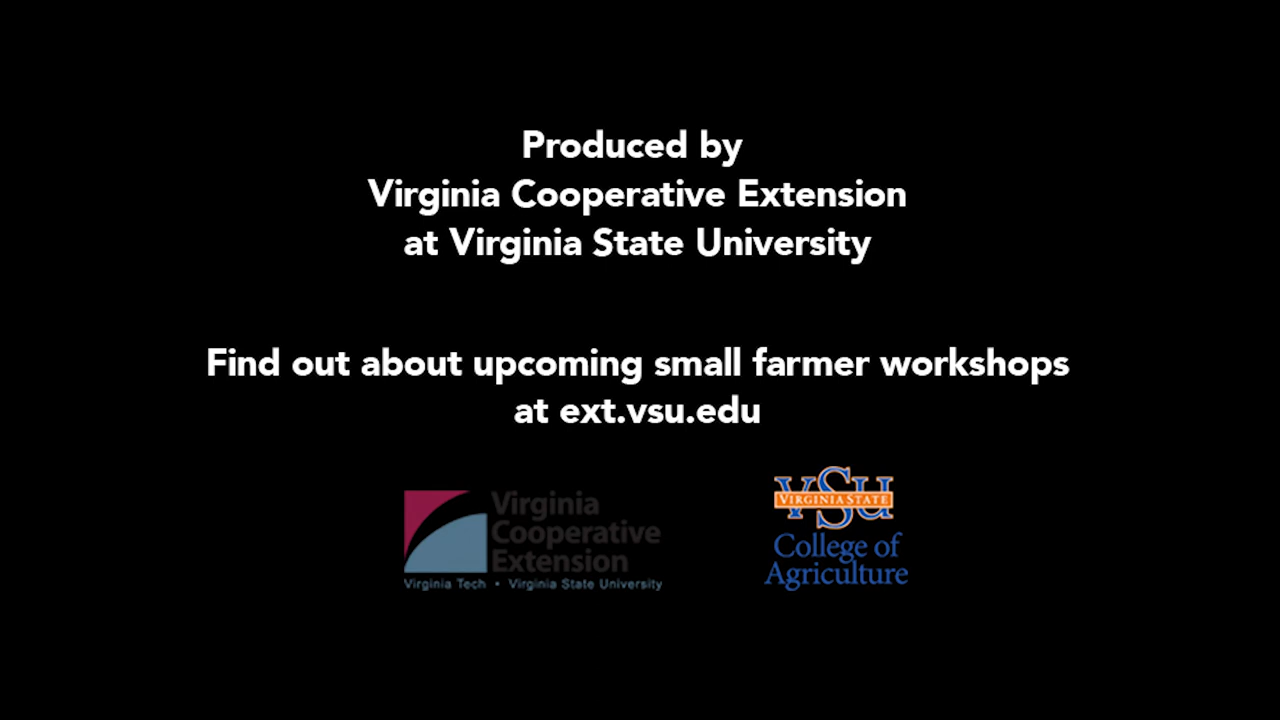 Produced by
Virginia Cooperative Extension
at Virginia State University
Find out about upcoming small farmer workshops
at ext.vsu.edu
Virginia
Cooperative
Extension
Virginia Tech • Virginia State University
VSU
VIRGINIA STATE
College of
Agriculture